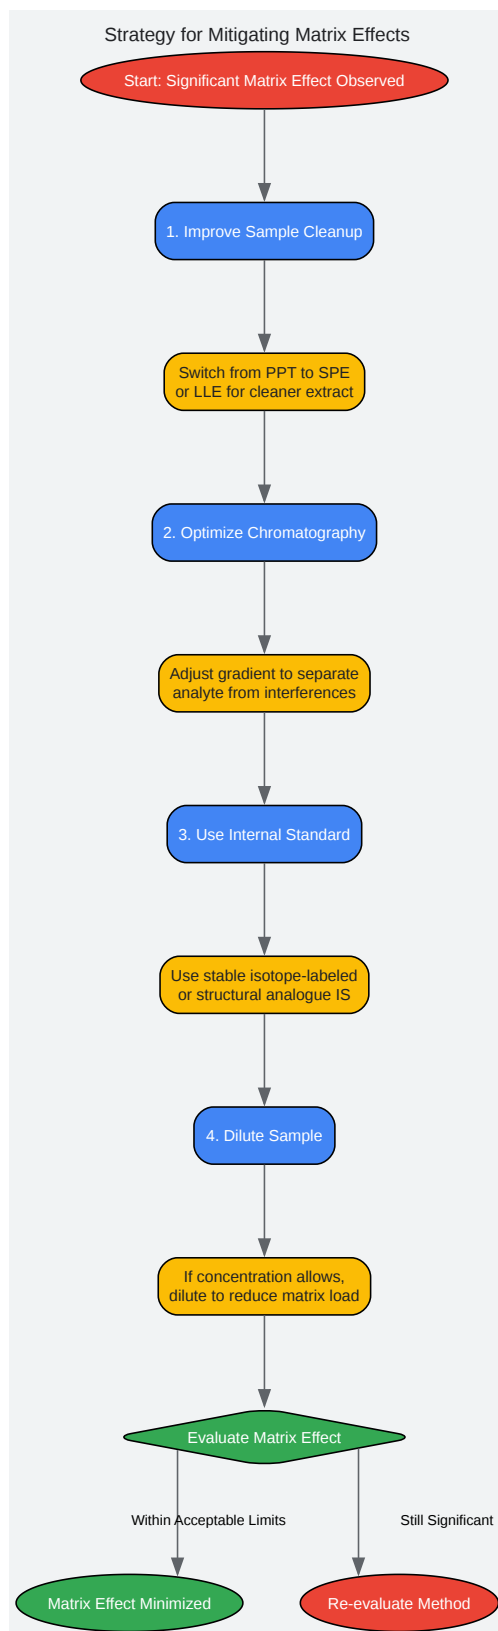 Strategy for Mitigating Matrix Effects
Start: Significant Matrix Effect Observed
1. Improve Sample Cleanup
Switch from PPT to SPE
or LLE for cleaner extract
2. Optimize Chromatography
Adjust gradient to separate
analyte from interferences
3. Use Internal Standard
Use stable isotope-labeled
or structural analogue IS
4. Dilute Sample
If concentration allows,
dilute to reduce matrix load
Evaluate Matrix Effect
Within Acceptable Limits
Still Significant
Matrix Effect Minimized
Re-evaluate Method